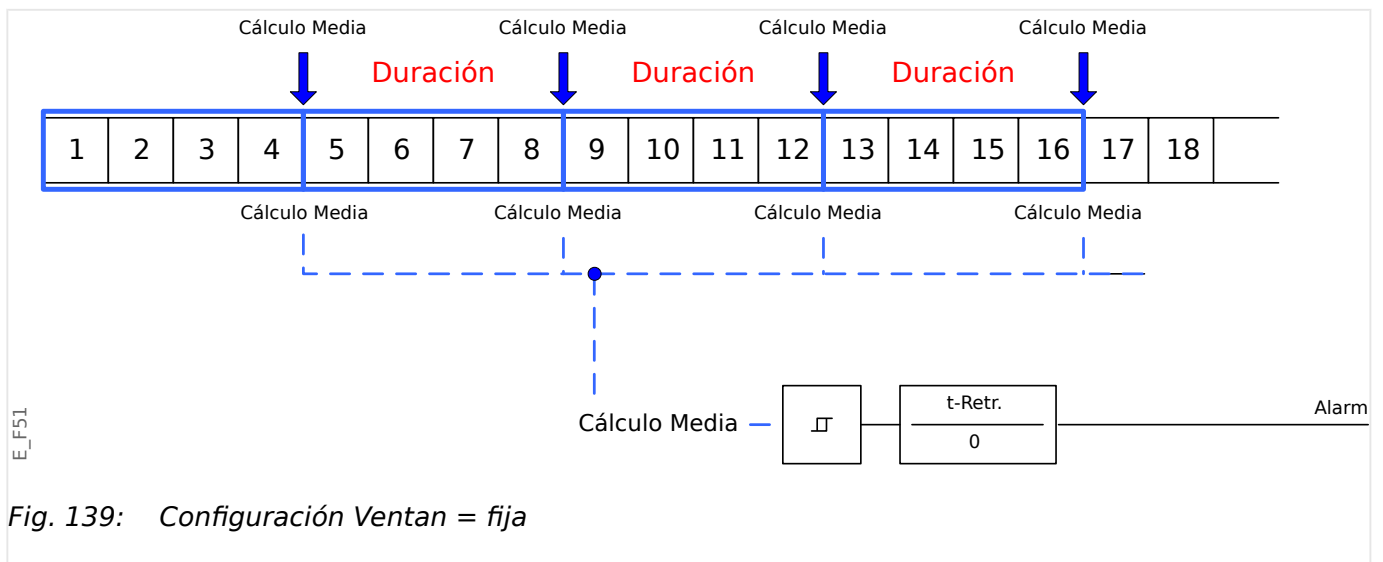 Cálculo Media Cálculo Media Cálculo Media Cálculo Media
Duración Duración Duración
1 2 3 4 5 6 7 8 9 10 11 12 13 14 15 16 17 18
Cálculo Media Cálculo Media Cálculo Media Cálculo Media
t-Retr.
Cálculo Media
0
Alarm
E_F51
Fig. 139: Configuración Ventan = fija